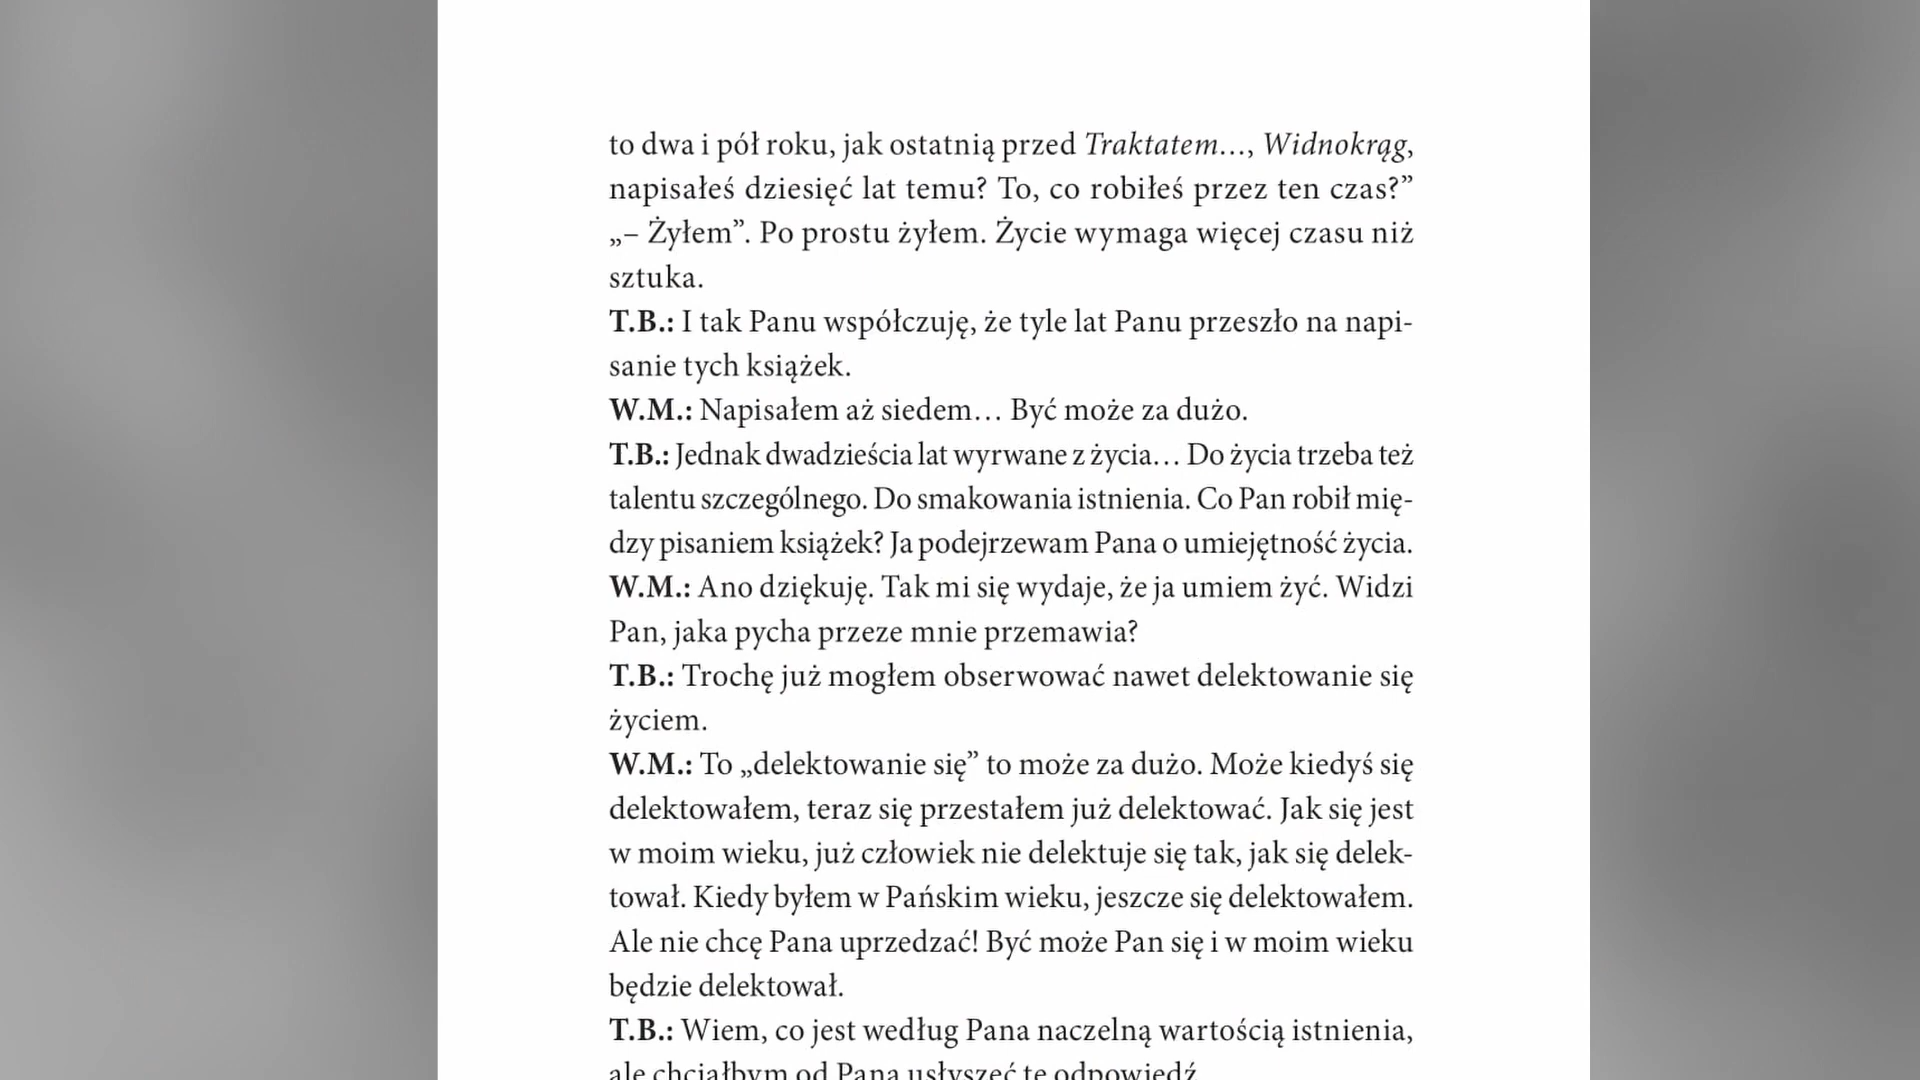 to dwa i pół roku, jak ostatnią przed Traktatem…, Widnokrąg,
napisałeś dziesięć lat temu? To, co robiłeś przez ten czas?”
„– Żyłem”. Po prostu żyłem. Życie wymaga więcej czasu niż
sztuka.
T.B.: I tak Panu współczuję, że tyle lat Panu przeszło na napi-
sanie tych książek.
W.M.: Napisałem aż siedem… Być może za dużo.
T.B.: Jednak dwadzieścia lat wyrwane z życia… Do życia trzeba też
talentu szczególnego. Do smakowania istnienia. Co Pan robił mię-
dzy pisaniem książek? Ja podejrzewam Pana o umiejętność życia.
W.M.: Ano dziękuję. Tak mi się wydaje, że ja umiem żyć. Widzi
Pan, jaka pycha przeze mnie przemawia?
T.B.: Trochę już mogłem obserwować nawet delektowanie się
życiem.
W.M.: To „delektowanie się” to może za dużo. Może kiedyś się
delektowałem, teraz się przestałem już delektować. Jak się jest
w moim wieku, już człowiek nie delektuje się tak, jak się delek-
tował. Kiedy byłem w Pańskim wieku, jeszcze się delektowałem.
Ale nie chcę Pana uprzedzać! Być może Pan się i w moim wieku
będzie delektował.
T.B.: Wiem, co jest według Pana naczelną wartością istnienia,
ale chciałbym od Pana usłyszeć tę odpowiedź